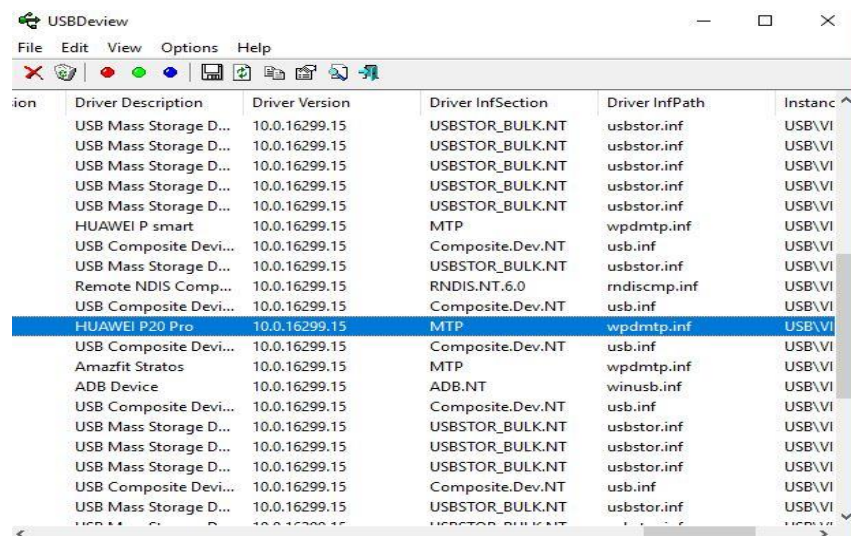 USBDeview
File Edit View Options Help
ion Driver Description Driver Version Driver InfSection Driver InfPath Instanc
USB Mass Storage D... 10.0.16299.15 USBSTOR_BULK.NT usbstor.inf USB\VI
USB Mass Storage D... 10.0.16299.15 USBSTOR_BULK.NT usbstor.inf USB\VI
USB Mass Storage D... 10.0.16299.15 USBSTOR_BULK.NT usbstor.inf USB\VI
USB Mass Storage D... 10.0.16299.15 USBSTOR_BULK.NT usbstor.inf USB\VI
USB Mass Storage D... 10.0.16299.15 USBSTOR_BULK.NT usbstor.inf USB\VI
HUAWEI P smart 10.0.16299.15 MTP wpdmtp.inf USB\VI
USB Composite Devi... 10.0.16299.15 Composite.Dev.NT usb.inf USB\VI
USB Mass Storage D... 10.0.16299.15 USBSTOR_BULK.NT usbstor.inf USB\VI
Remote NDIS Comp... 10.0.16299.15 RNDIS.NT.6.0 rndiscmp.inf USB\VI
USB Composite Devi... 10.0.16299.15 Composite.Dev.NT usb.inf USB\VI
HUAWEI P20 Pro 10.0.16299.15 MTP wpdmtp.inf USB\VI
USB Composite Devi... 10.0.16299.15 Composite.Dev.NT usb.inf USB\VI
Amazfit Stratos 10.0.16299.15 MTP wpdmtp.inf USB\VI
ADB Device 10.0.16299.15 ADB.NT winusb.inf USB\VI
USB Composite Devi... 10.0.16299.15 Composite.Dev.NT usb.inf USB\VI
USB Mass Storage D... 10.0.16299.15 USBSTOR_BULK.NT usbstor.inf USB\VI
USB Mass Storage D... 10.0.16299.15 USBSTOR_BULK.NT usbstor.inf USB\VI
USB Composite Devi... 10.0.16299.15 Composite.Dev.NT usb.inf USB\VI
USB Mass Storage D... 10.0.16299.15 USBSTOR_BULK.NT usbstor.inf USB\VI